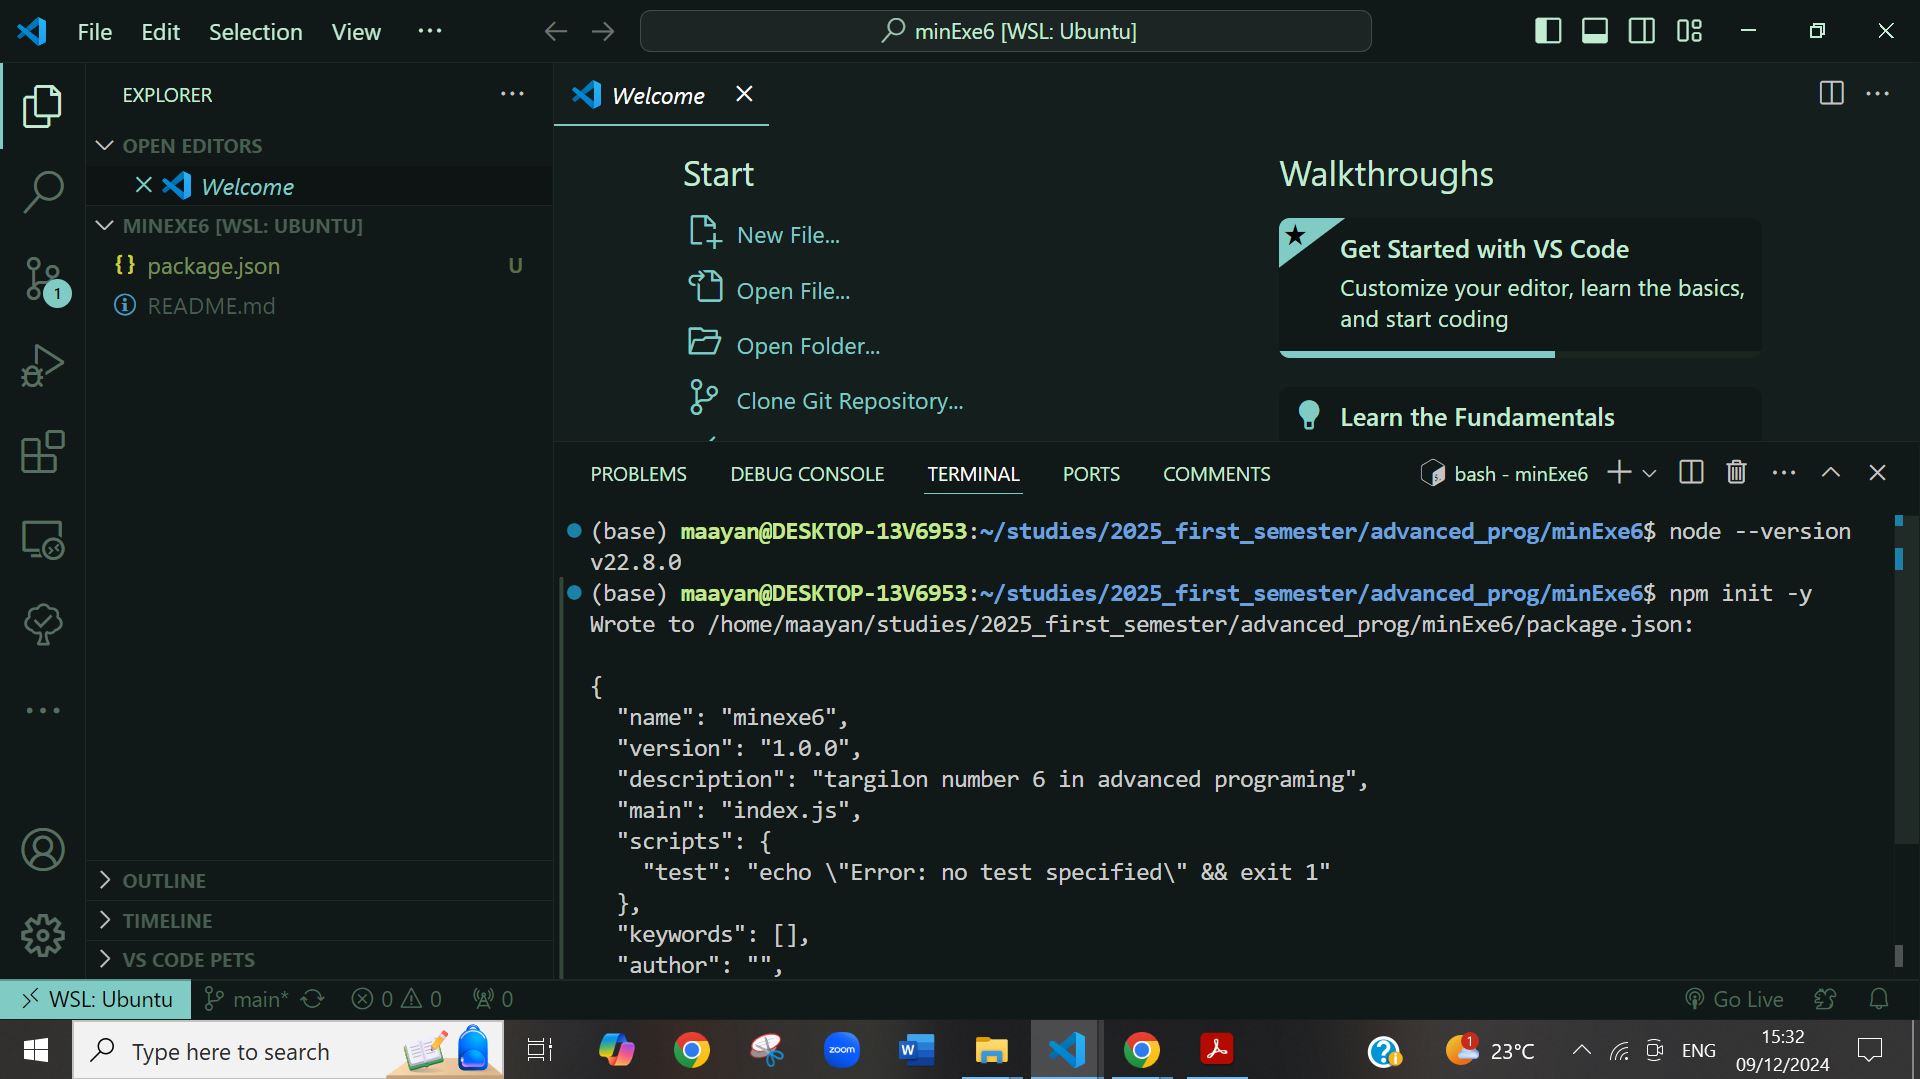 File Edit Selection View ···
minExe6 [WSL: Ubuntu]
EXPLORER
OPEN EDITORS
Welcome
MINEXE6 [WSL: UBUNTU]
{} package.json U
README.md
1
OUTLINE
TIMELINE
VS CODE PETS
Welcome
Start
New File...
Open File...
Open Folder...
Clone Git Repository...
Walkthroughs
Get Started with VS Code
Customize your editor, learn the basics,
and start coding
Learn the Fundamentals
PROBLEMS DEBUG CONSOLE TERMINAL PORTS COMMENTS
bash - minExe6
(base) maayan@DESKTOP-13V6953:~/studies/2025_first_semester/advanced_prog/minExe6$ node --version
v22.8.0
(base) maayan@DESKTOP-13V6953:~/studies/2025_first_semester/advanced_prog/minExe6$ npm init -y
Wrote to /home/maayan/studies/2025_first_semester/advanced_prog/minExe6/package.json:
{
"name": "minexe6",
"version": "1.0.0",
"description": "targilon number 6 in advanced programing",
"main": "index.js",
"scripts": {
"test": "echo \"Error: no test specified\" && exit 1"
},
"keywords": [],
"author": "",
WSL: Ubuntu main* 0 0 0
Go Live
Type here to search
zoom
W
1
23°C
ENG
15:32
09/12/2024